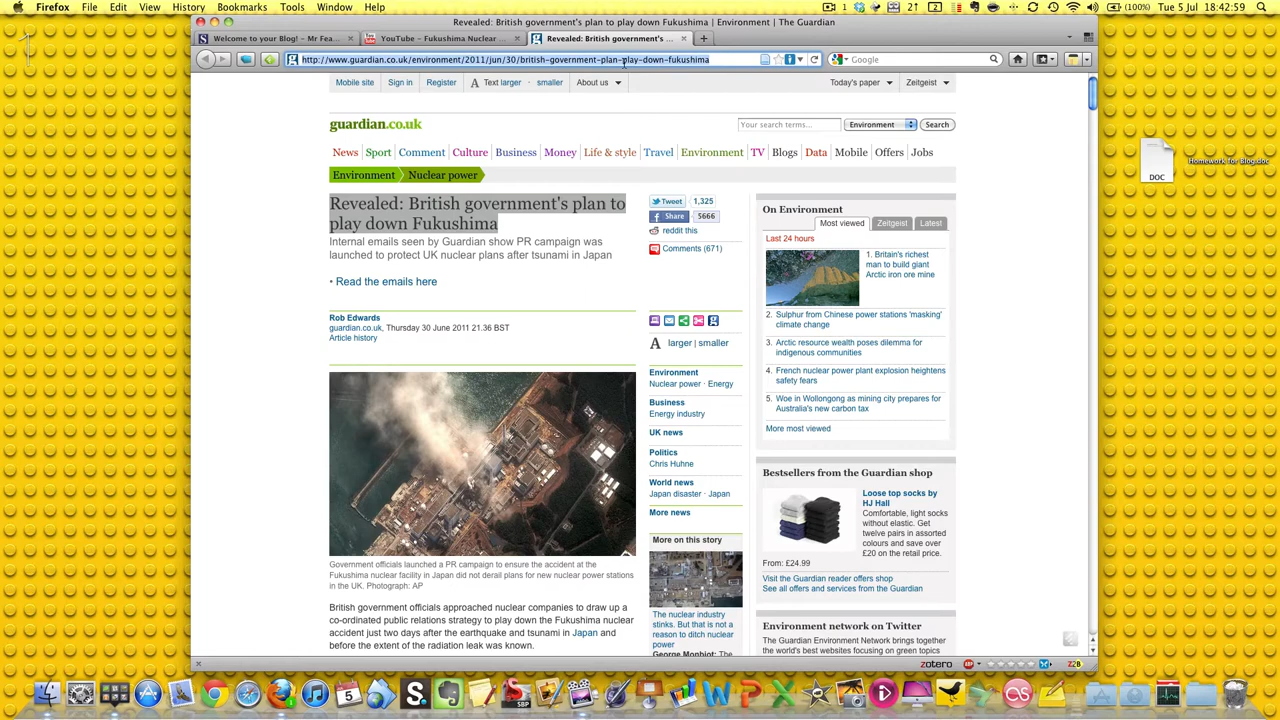 Firefox File Edit View History Bookmarks Tools Window Help
(100%) Tue 5 Jul 18:42:59
Revealed: British government's plan to play down Fukushima | Environment | The Guardian
Welcome to your Blog! – Mr Fea...
YouTube – Fukushima Nuclear ...
Revealed: British government's ...
http://www.guardian.co.uk/environment/2011/jun/30/british-government-plan-play-down-fukushima
Google
Mobile site Sign in Register Text larger · smaller About us
Today's paper Zeitgeist
guardian.co.uk
Your search terms... Environment Search
News Sport Comment Culture Business Money Life & style Travel Environment TV Blogs Data Mobile Offers Jobs
Environment Nuclear power
Revealed: British government's plan to
play down Fukushima
Internal emails seen by Guardian show PR campaign was
launched to protect UK nuclear plans after tsunami in Japan
• Read the emails here
Rob Edwards
guardian.co.uk, Thursday 30 June 2011 21.36 BST
Article history
Government officials launched a PR campaign to ensure the accident at the
Fukushima nuclear facility in Japan did not derail plans for new nuclear power stations
in the UK. Photograph: AP
British government officials approached nuclear companies to draw up a
co-ordinated public relations strategy to play down the Fukushima nuclear
accident just two days after the earthquake and tsunami in Japan and
before the extent of the radiation leak was known.
Tweet 1,325
Share 5666
reddit this
Comments (671)
A larger | smaller
Environment
Nuclear power · Energy
Business
Energy industry
UK news
Politics
Chris Huhne
World news
Japan disaster · Japan
More news
More on this story
The nuclear industry
stinks. But that is not a
reason to ditch nuclear
power
George Monbiot: The
On Environment
Most viewed Zeitgeist Latest
Last 24 hours
1. Britain's richest
man to build giant
Arctic iron ore mine
2. Sulphur from Chinese power stations 'masking'
climate change
3. Arctic resource wealth poses dilemma for
indigenous communities
4. French nuclear power plant explosion heightens
safety fears
5. Woe in Wollongong as mining city prepares for
Australia's new carbon tax
More most viewed
Bestsellers from the Guardian shop
Loose top socks by
HJ Hall
Comfortable, light socks
without elastic. Get
twelve pairs in assorted
colours and save over
£20 on the retail price.
From: £24.99
Visit the Guardian reader offers shop
See all offers and services from the Guardian
Environment network on Twitter
The Guardian Environment Network brings together
the world's best websites focusing on green topics
zotero
DOC
Homework for Blog.doc